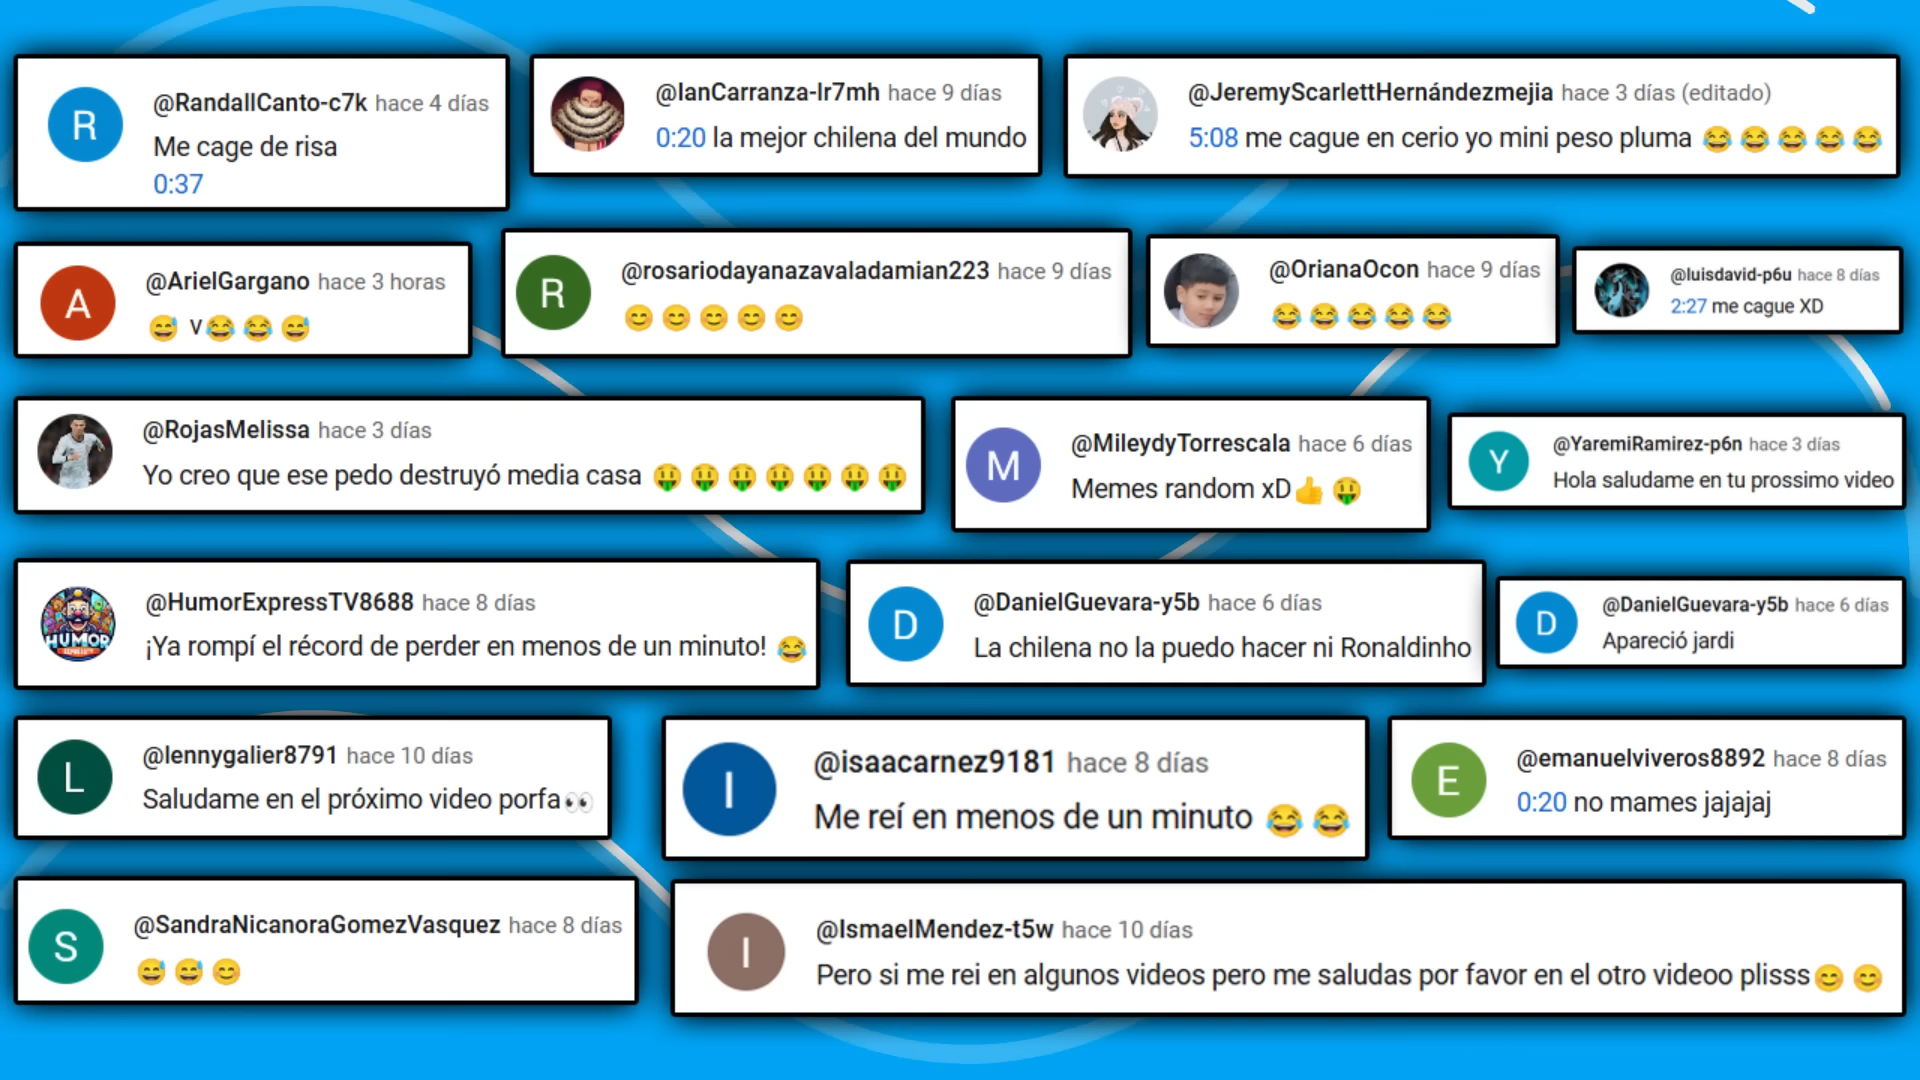 R
@RandallCanto-c7k hace 4 días
Me cage de risa
0:37
@IanCarranza-lr7mh hace 9 días
0:20 la mejor chilena del mundo
@JeremyScarlettHernándezmejia hace 3 días (editado)
5:08 me cague en cerio yo mini peso pluma 😂😂😂😂😂
A
@ArielGargano hace 3 horas
😅 v😂😂😅
R
@rosariodayanazavaladamian223 hace 9 días
😊😊😊😊😊
@OrianaOcon hace 9 días
😂😂😂😂😂
@luisdavid-p6u hace 8 días
2:27 me cague XD
@RojasMelissa hace 3 días
Yo creo que ese pedo destruyó media casa 🤑🤑🤑🤑🤑🤑🤑
M
@MileydyTorrescala hace 6 días
Memes random xD👍🤑
Y
@YaremiRamirez-p6n hace 3 días
Hola saludame en tu prossimo video
HUMOR
@HumorExpressTV8688 hace 8 días
¡Ya rompí el récord de perder en menos de un minuto! 😂
D
@DanielGuevara-y5b hace 6 días
La chilena no la puedo hacer ni Ronaldinho
D
@DanielGuevara-y5b hace 6 días
Apareció jardi
L
@lennygalier8791 hace 10 días
Saludame en el próximo video porfa👀
I
@isaacarnez9181 hace 8 días
Me reí en menos de un minuto 😂😂
E
@emanuelviveros8892 hace 8 días
0:20 no mames jajajaj
S
@SandraNicanoraGomezVasquez hace 8 días
😅😅😊
I
@IsmaelMendez-t5w hace 10 días
Pero si me rei en algunos videos pero me saludas por favor en el otro videoo plisss😊😊